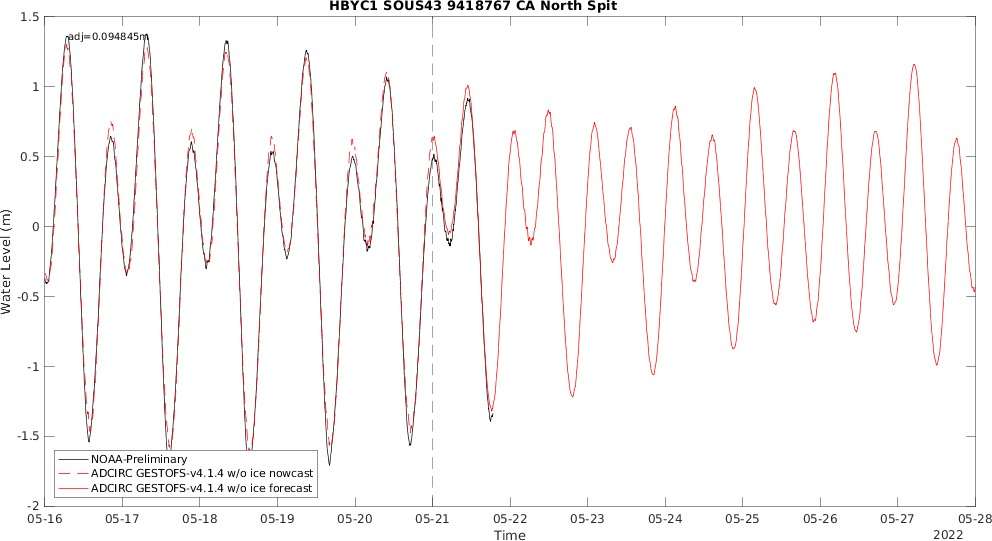 HBYC1 SOUS43 9418767 CA North Spit
adj=0.094845m
1.5
1
0.5
0
-0.5
-1
-1.5
-2
Water Level (m)
NOAA-Preliminary
ADCIRC GESTOFS-v4.1.4 w/o ice nowcast
ADCIRC GESTOFS-v4.1.4 w/o ice forecast
05-16 05-17 05-18 05-19 05-20 05-21 05-22 05-23 05-24 05-25 05-26 05-27 05-28
Time
2022